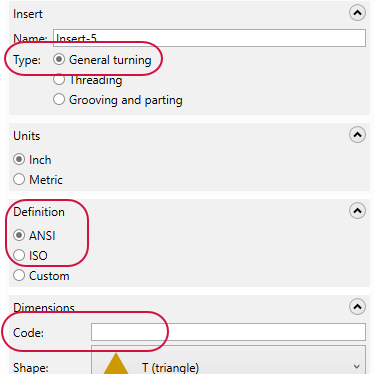 Insert
Name: Insert-5
Type: General turning
Threading
Grooving and parting
Units
Inch
Metric
Definition
ANSI
ISO
Custom
Dimensions
Code:
Shape: T (triangle)